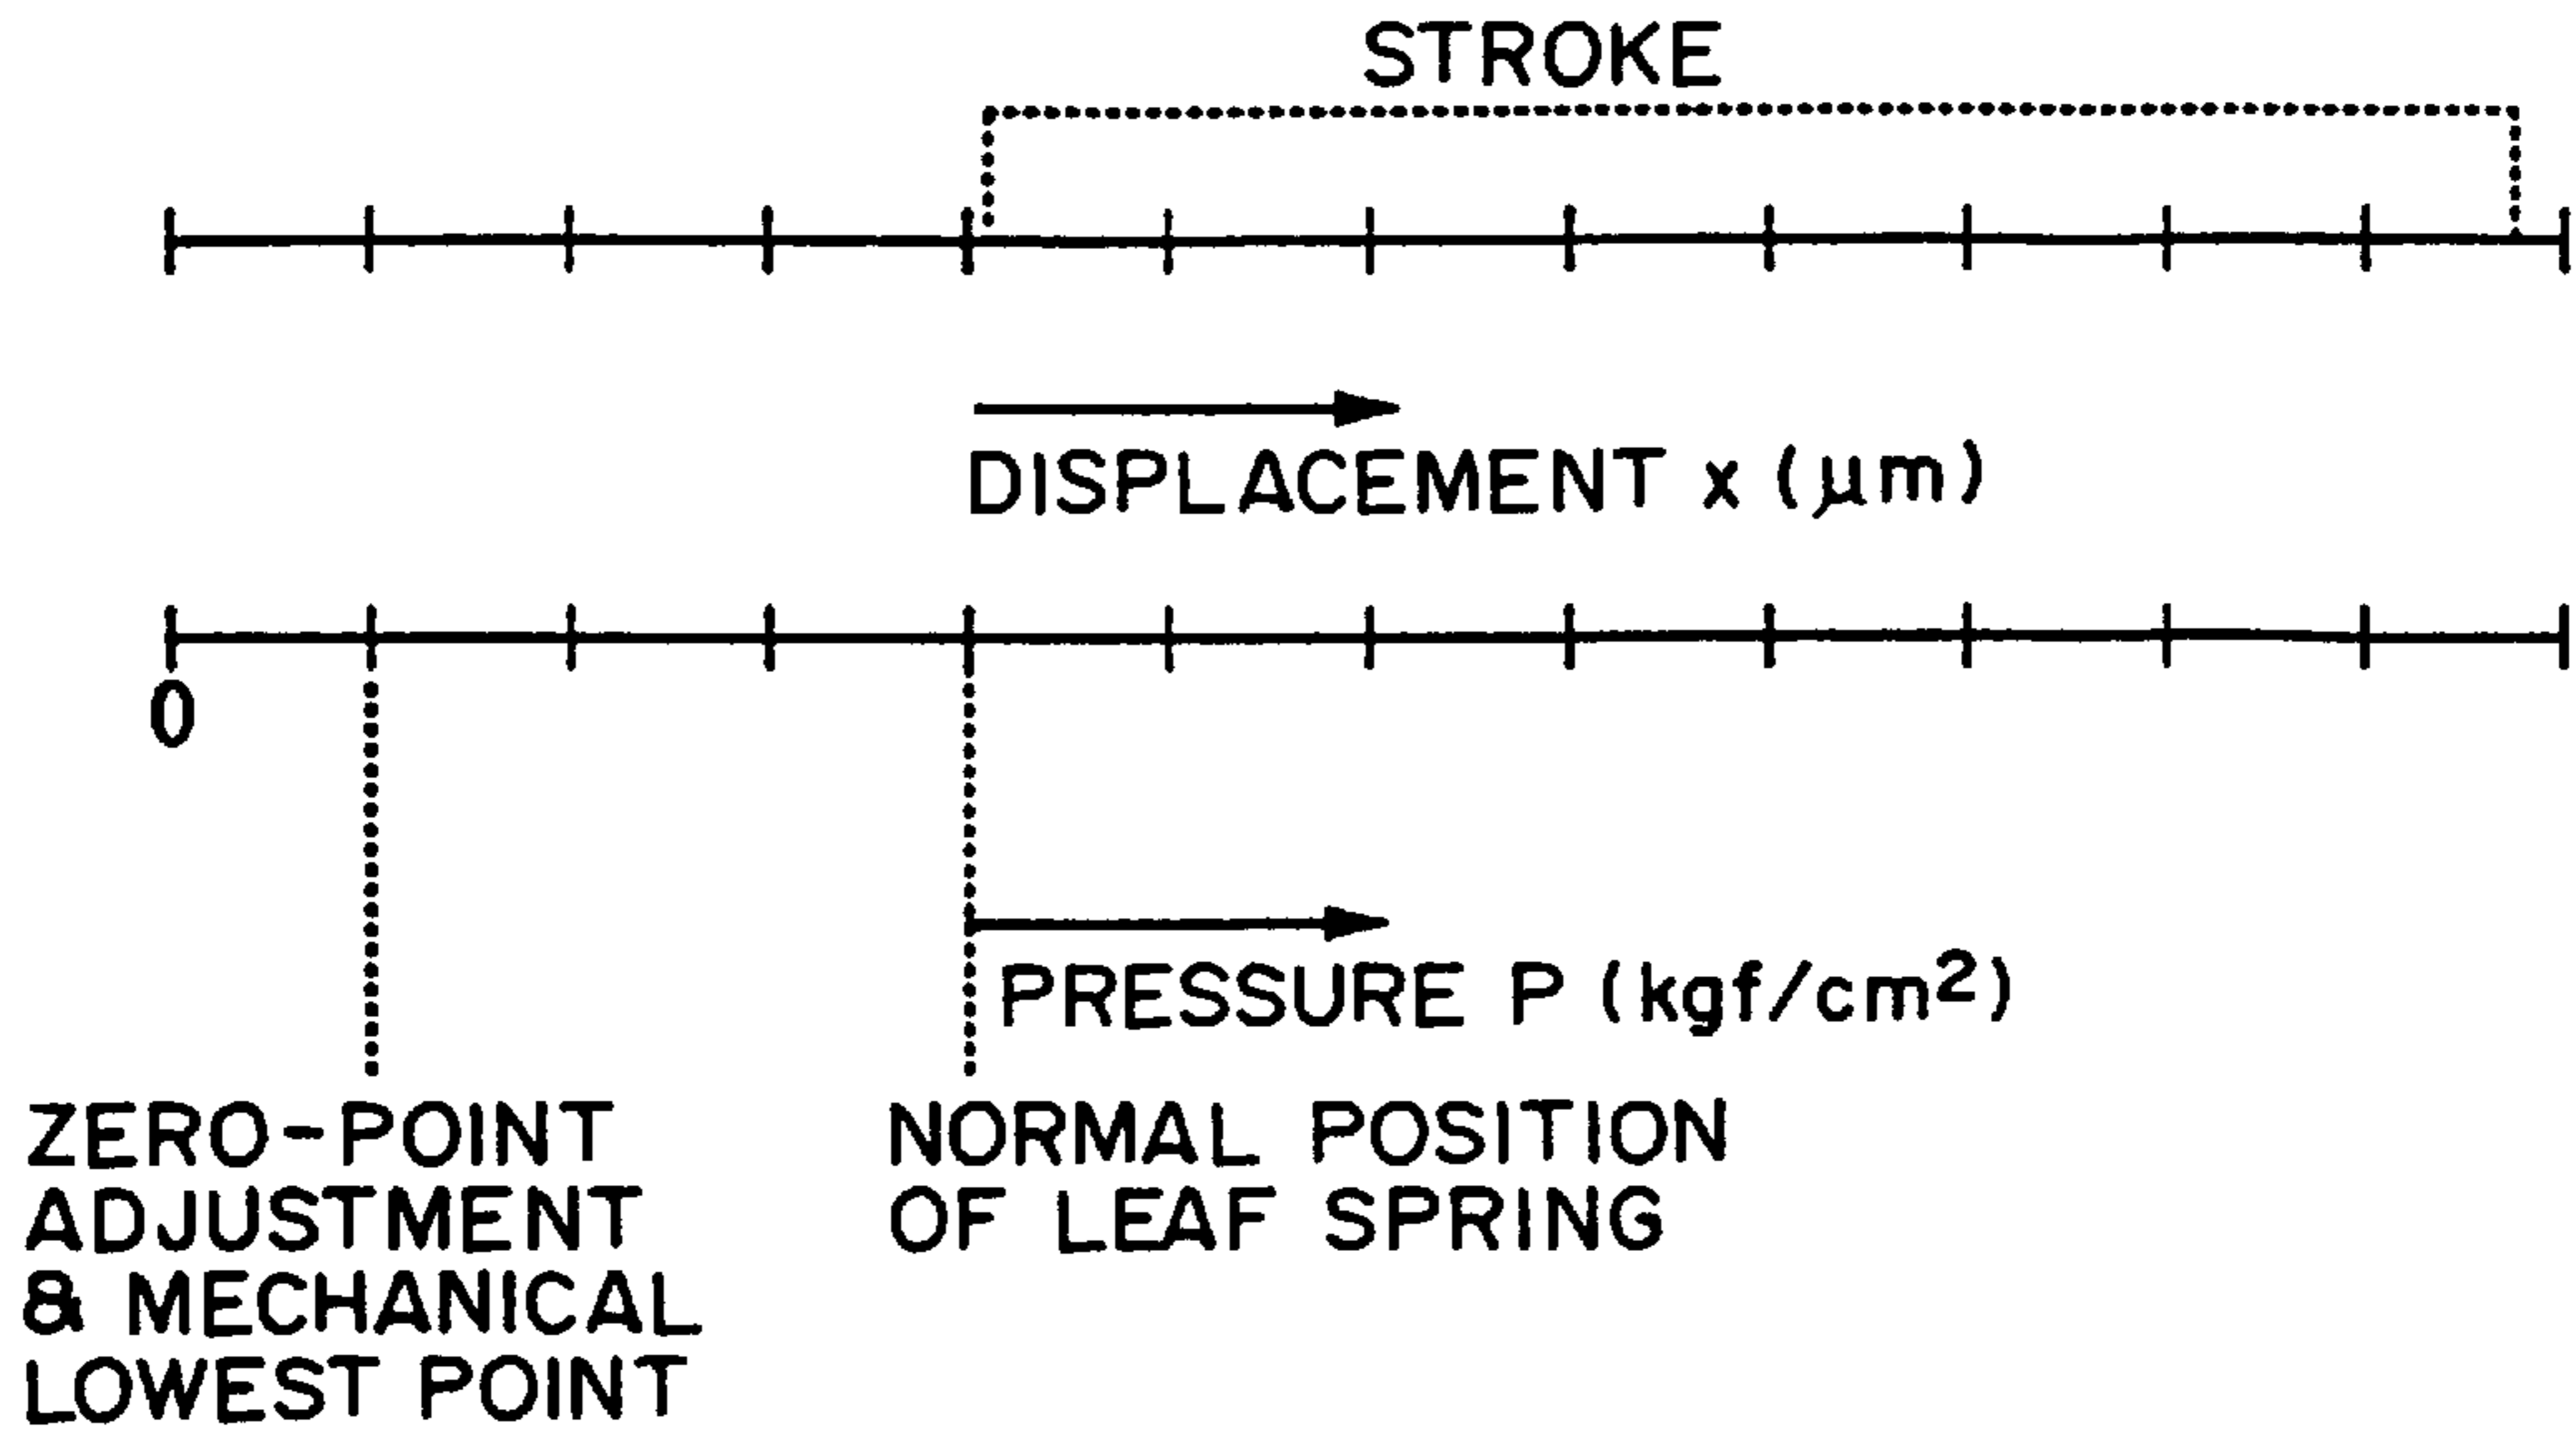 STROKE
DISPLACEMENT x (μm)
0
PRESSURE P (kgf/cm²)
ZERO-POINT
ADJUSTMENT
& MECHANICAL
LOWEST POINT
NORMAL POSITION
OF LEAF SPRING